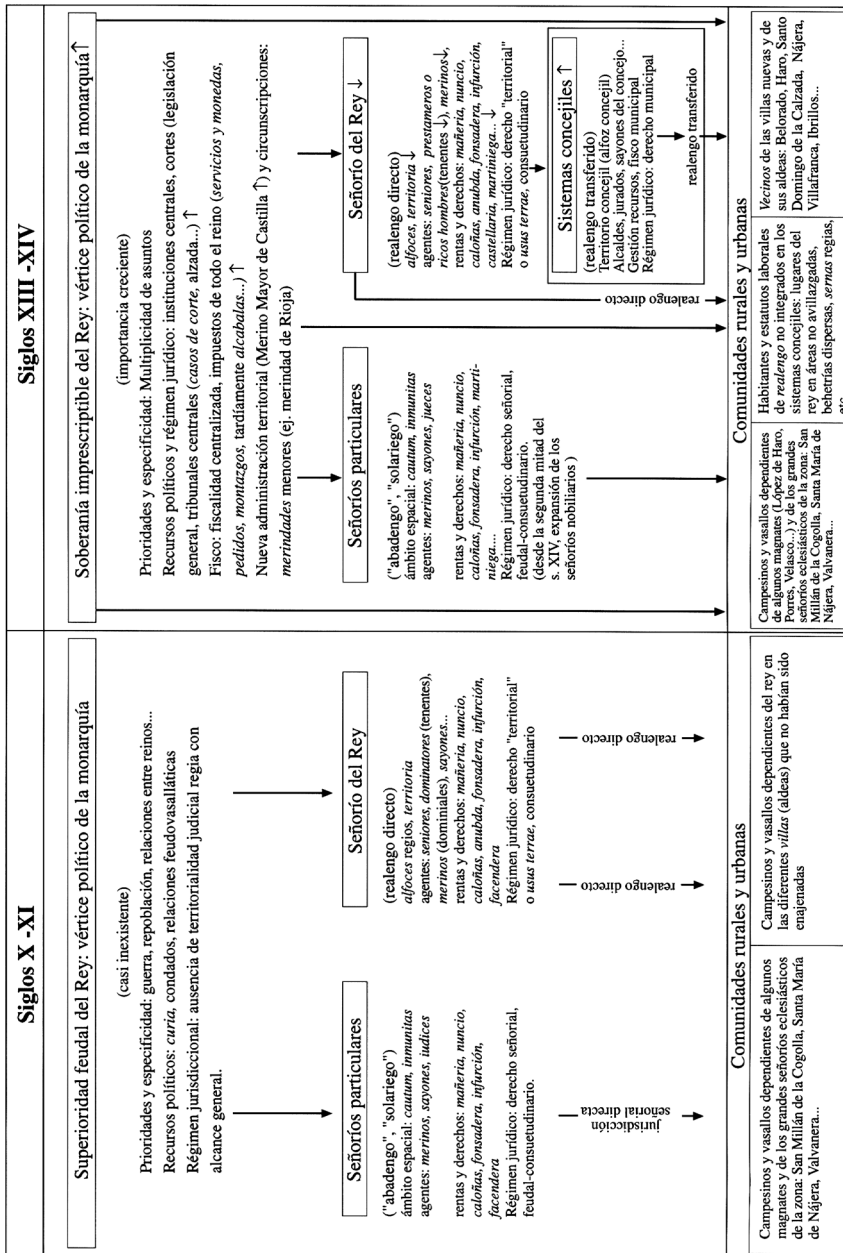 Siglos X -XI
Superioridad feudal del Rey: vértice político de la monarquía
(casi inexistente)
Prioridades y especificidad: guerra, repoblación, relaciones entre reinos...
Recursos políticos: curia, condados, relaciones feudovasalláticas
Régimen jurisdiccional: ausencia de territorialidad judicial regia con
alcance general.
Señoríos particulares
("abadengo", "solariego")
ámbito espacial: cautum, inmunitas
agentes: merinos, sayones, iudices
rentas y derechos: mañería, nuncio,
caloñas, fonsadera, infurción,
facendera
Régimen jurídico: derecho señorial,
feudal-consuetudinario.
jurisdicción
señorial directa
Señorío del Rey
(realengo directo)
alfoces regios, territoria
agentes: seniores, dominatores (tenentes),
merinos (dominiales), sayones...
rentas y derechos: mañería, nuncio,
caloñas, anubda, fonsadera, infurción,
facendera
Régimen jurídico: derecho "territorial"
o usus terrae, consuetudinario
realengo directo
realengo directo
Comunidades rurales y urbanas
Campesinos y vasallos dependientes de algunos
magnates y de los grandes señoríos eclesiásticos
de la zona: San Millán de la Cogolla, Santa María
de Nájera, Valvanera...
Campesinos y vasallos dependientes del rey en
las diferentes villas (aldeas) que no habían sido
enajenadas
Siglos XIII -XIV
Soberanía imprescriptible del Rey: vértice político de la monarquía↑
(importancia creciente)
Prioridades y especificidad: Multiplicidad de asuntos
Recursos políticos y régimen jurídico: instituciones centrales, cortes (legislación
general, tribunales centrales (casos de corte, alzada...) ↑
Fisco: fiscalidad centralizada, impuestos de todo el reino (servicios y monedas,
pedidos, montazgos, tardíamente alcabalas...) ↑
Nueva administración territorial (Merino Mayor de Castilla ↑) y circunscripciones:
merindades menores (ej. merindad de Rioja)
Señoríos particulares
("abadengo", "solariego")
ámbito espacial: cautum, inmunitas
agentes: merinos, sayones, jueces
rentas y derechos: mañería, nuncio,
caloñas, fonsadera, infurción, marti-
niega....
Régimen jurídico: derecho señorial,
feudal-consuetudinario.
(desde la segunda mitad del
s. XIV, expansión de los
señoríos nobiliarios )
Señorío del Rey ↓
(realengo directo)
alfoces, territoria ↓
agentes: seniores, prestameros o
ricos hombres(tenentes ↓), merinos↓,
rentas y derechos: mañería, nuncio,
caloñas, anubda, fonsadera, infurción,
castellaria, martiniega... ↓
Régimen jurídico: derecho "territorial"
o usus terrae, consuetudinario
Sistemas concejiles ↑
(realengo transferido)
Territorio concejil (alfoz concejil)
Alcaldes, jurados, sayones del concejo...
Gestión recursos, fisco municipal
Régimen jurídico: derecho municipal
realengo transferido
realengo directo
Comunidades rurales y urbanas
Campesinos y vasallos dependientes
de algunos magnates (López de Haro,
Porres, Velasco...) y de los grandes
señoríos eclesiásticos de la zona: San
Millán de la Cogolla, Santa María de
Nájera, Valvanera...
Habitantes y estatutos laborales
de realengo no integrados en los
sistemas concejiles: lugares del
rey en áreas no avillazgadas,
behetrías dispersas, sernas regias,
etc
Vecinos de las villas nuevas y de
sus aldeas: Belorado, Haro, Santo
Domingo de la Calzada, Nájera,
Villafranca, Ibrillos...